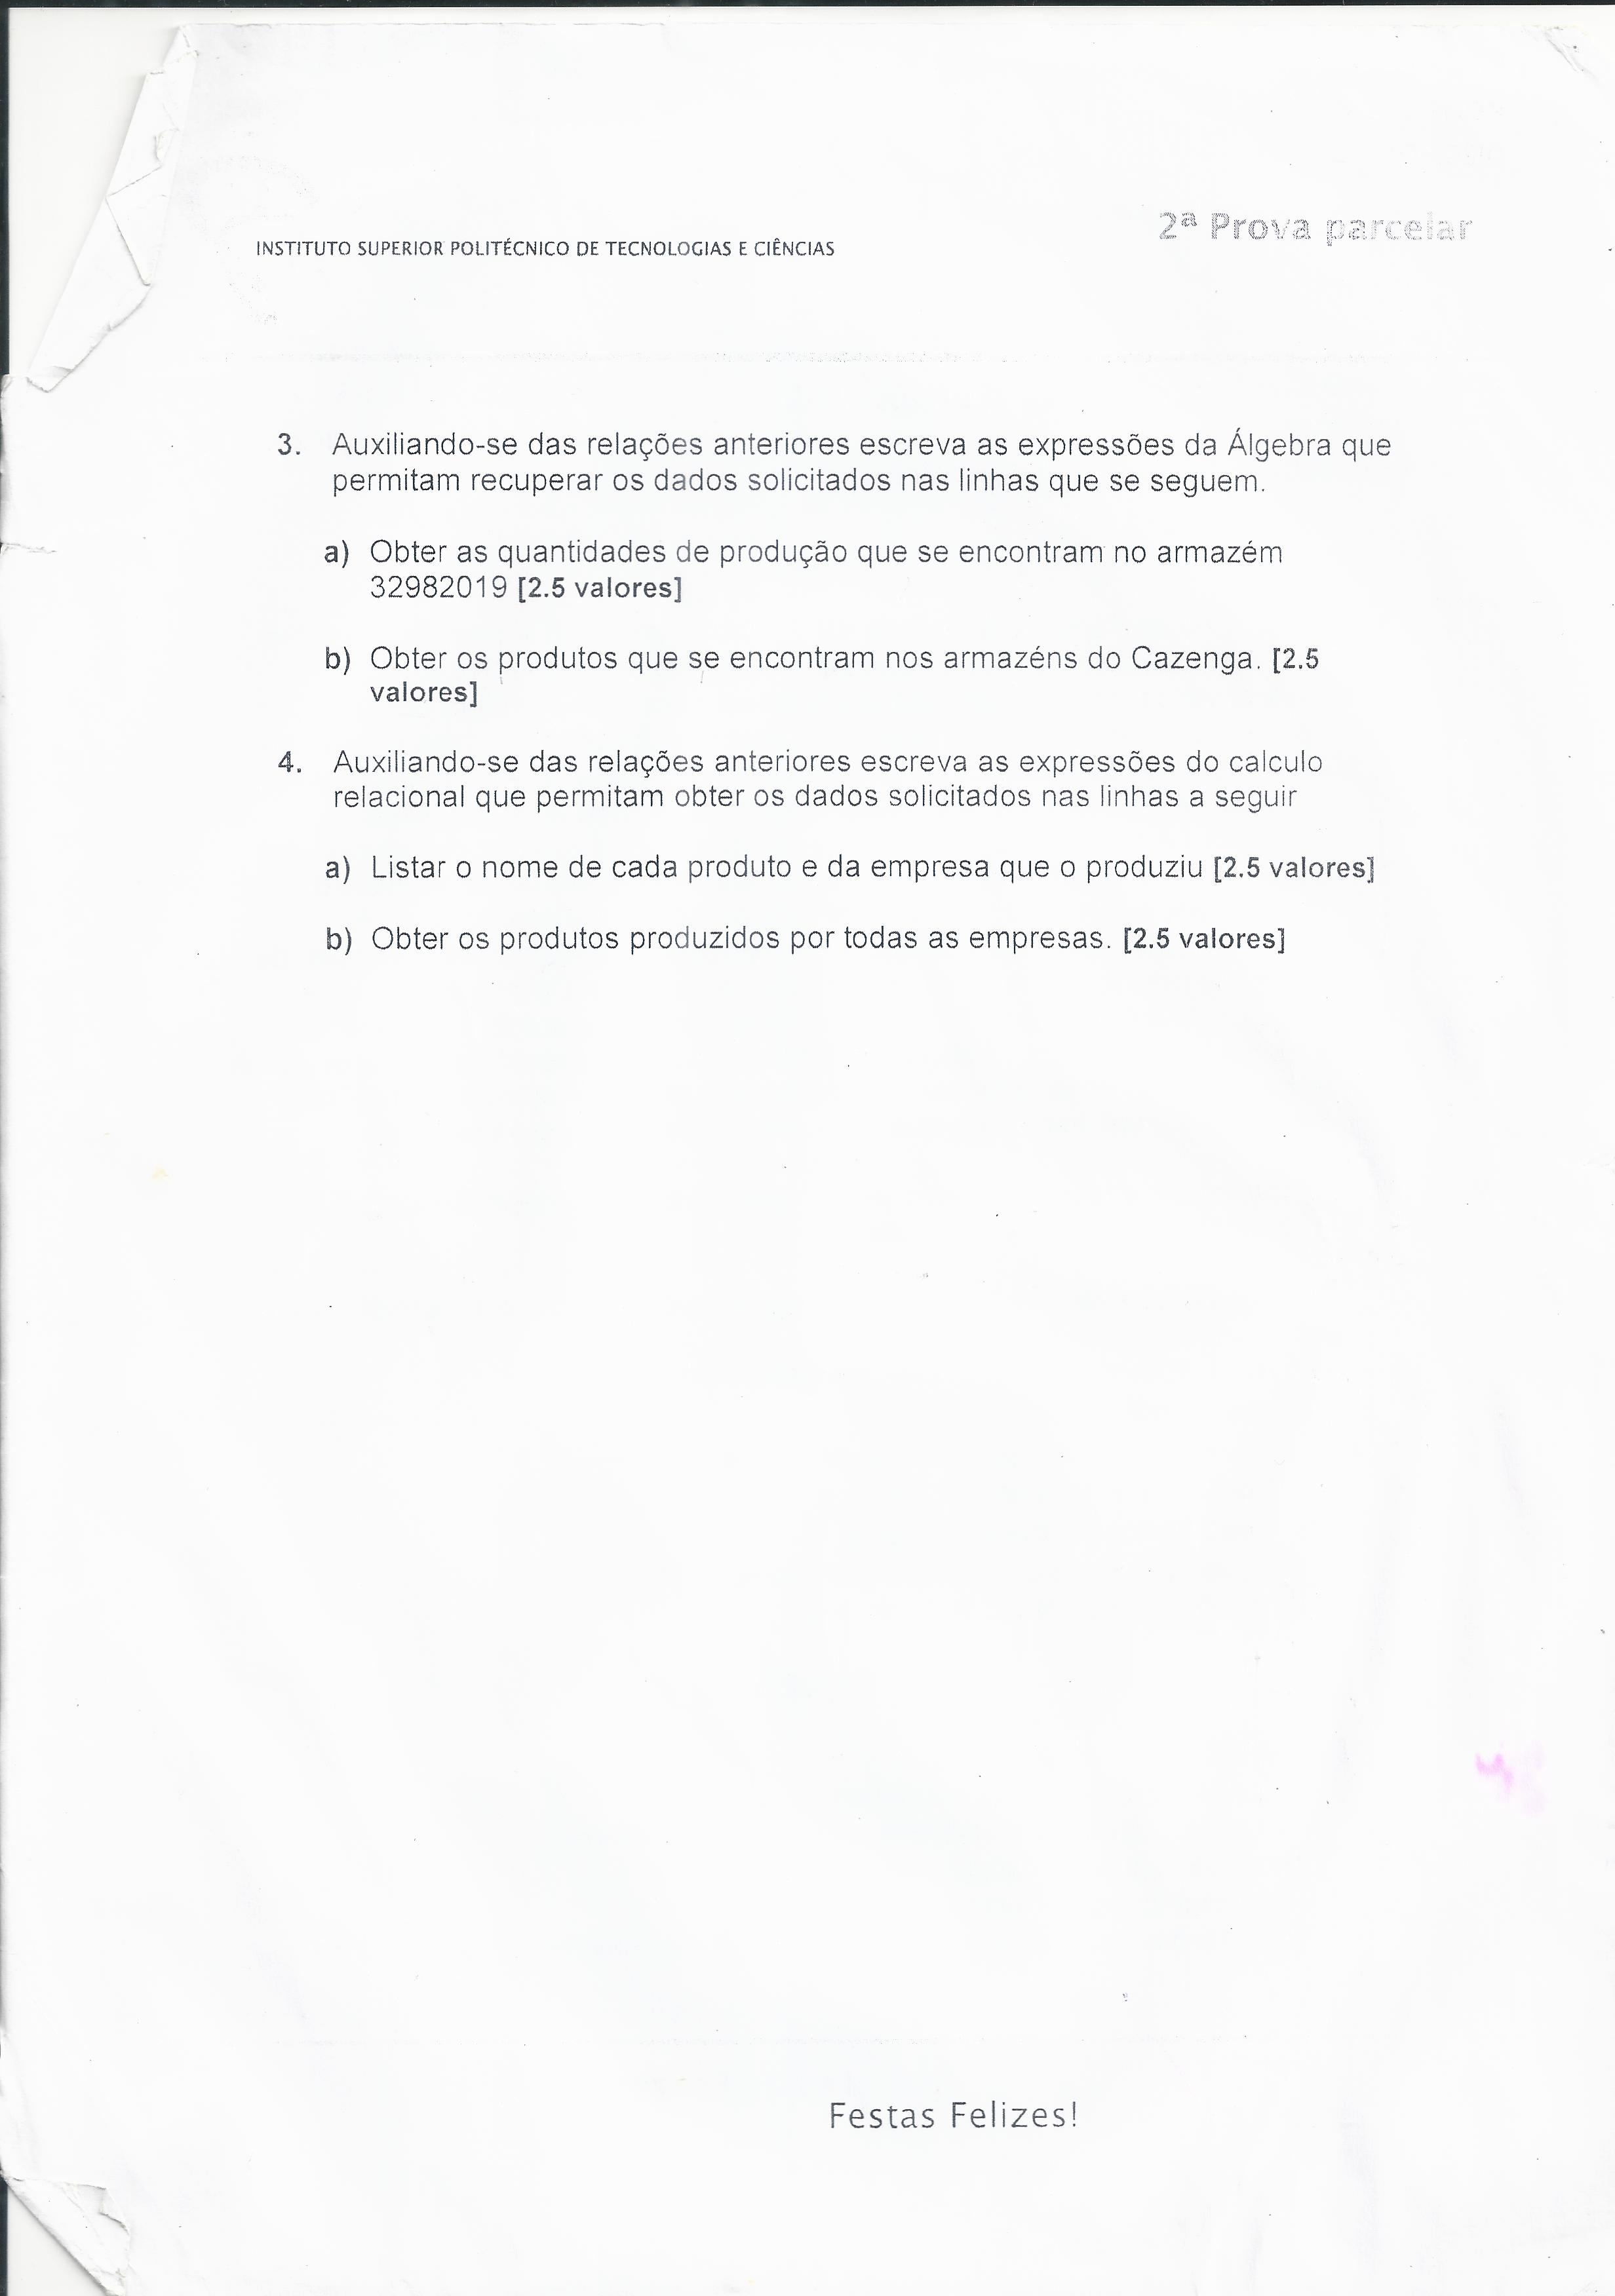 2ª Prova parcelar
INSTITUTO SUPERIOR POLITÉCNICO DE TECNOLOGIAS E CIÊNCIAS
3. Auxiliando-se das relações anteriores escreva as expressões da Álgebra que
permitam recuperar os dados solicitados nas linhas que se seguem.
a) Obter as quantidades de produção que se encontram no armazém
32982019 [2.5 valores]
b) Obter os produtos que se encontram nos armazéns do Cazenga. [2.5
valores]
4. Auxiliando-se das relações anteriores escreva as expressões do calculo
relacional que permitam obter os dados solicitados nas linhas a seguir
a) Listar o nome de cada produto e da empresa que o produziu [2.5 valores]
b) Obter os produtos produzidos por todas as empresas. [2.5 valores]
Festas Felizes!